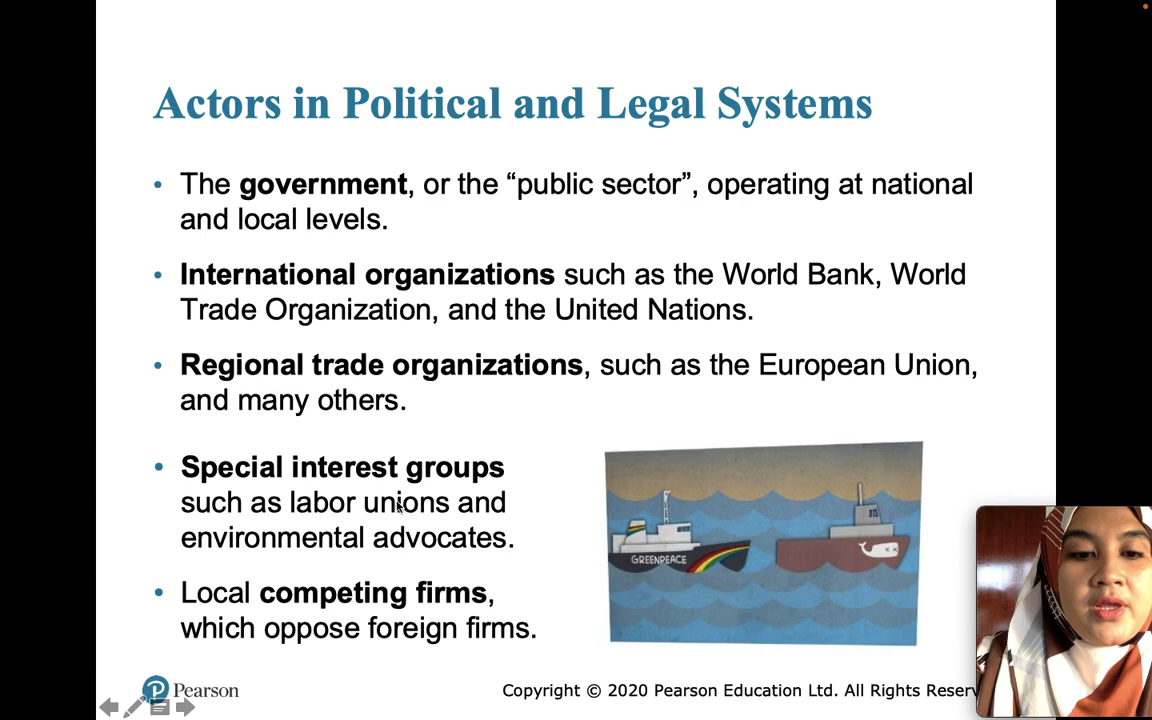 Actors in Political and Legal Systems
• The government, or the “public sector”, operating at national
and local levels.
• International organizations such as the World Bank, World
Trade Organization, and the United Nations.
• Regional trade organizations, such as the European Union,
and many others.
• Special interest groups
such as labor unions and
environmental advocates.
GREENPEACE
• Local competing firms,
which oppose foreign firms.
P Pearson
Copyright © 2020 Pearson Education Ltd. All Rights Reserv